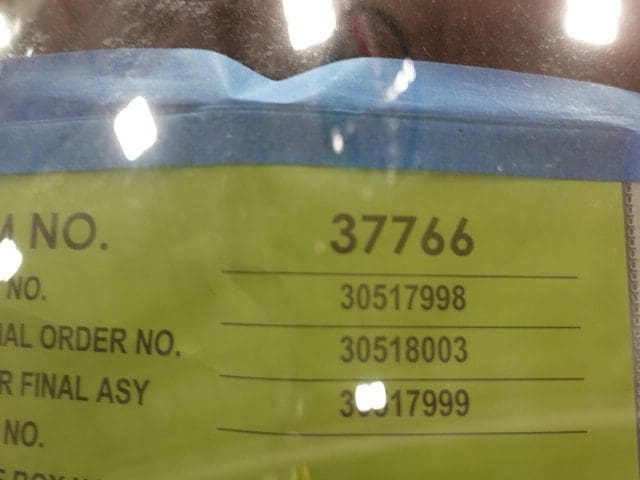 NO. 37766
NO. 30517998
IAL ORDER NO. 30518003
R FINAL ASY
NO.